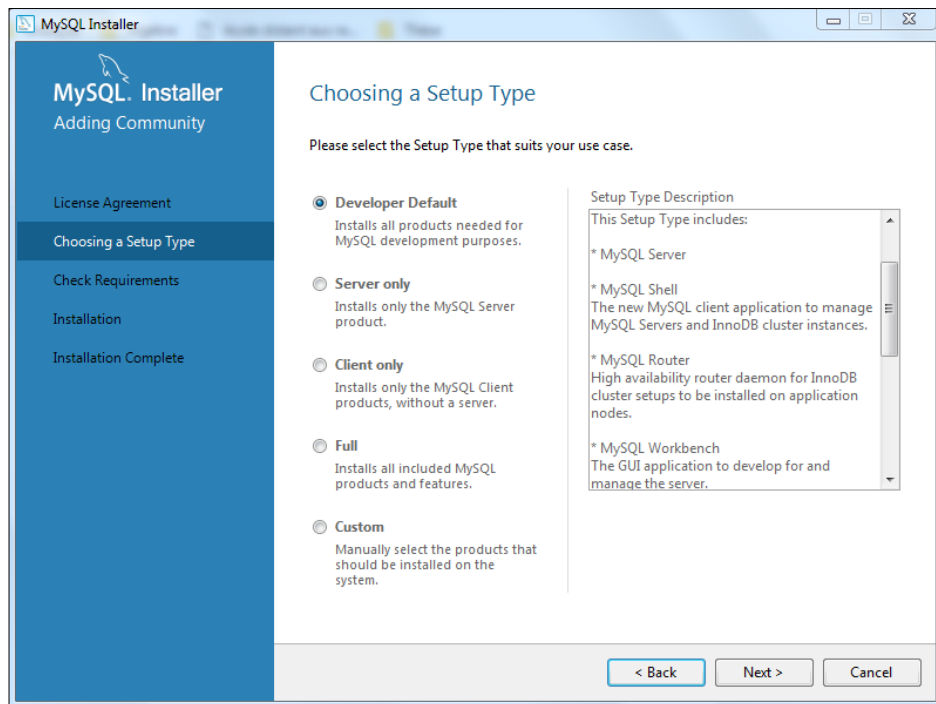 MySQL Installer
MySQL. Installer
Adding Community
License Agreement
Choosing a Setup Type
Check Requirements
Installation
Installation Complete
Choosing a Setup Type
Please select the Setup Type that suits your use case.
Developer Default
Installs all products needed for
MySQL development purposes.
Server only
Installs only the MySQL Server
product.
Client only
Installs only the MySQL Client
products, without a server.
Full
Installs all included MySQL
products and features.
Custom
Manually select the products that
should be installed on the
system.
Setup Type Description
This Setup Type includes:
* MySQL Server
* MySQL Shell
The new MySQL client application to manage
MySQL Servers and InnoDB cluster instances.
* MySQL Router
High availability router daemon for InnoDB
cluster setups to be installed on application
nodes.
* MySQL Workbench
The GUI application to develop for and
manage the server.
< Back
Next >
Cancel